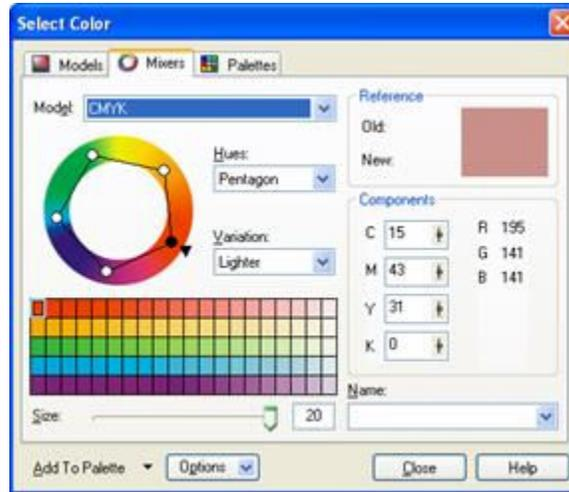 Select Color
Models Mixers Palettes
Model: CMYK
Hues:
Pentagon
Variation:
Lighter
Size: 20
Reference
Old:
New:
Components
C 15 R 195
M 43 G 141
Y 31 B 141
K 0
Name:
Add To Palette Options Close Help